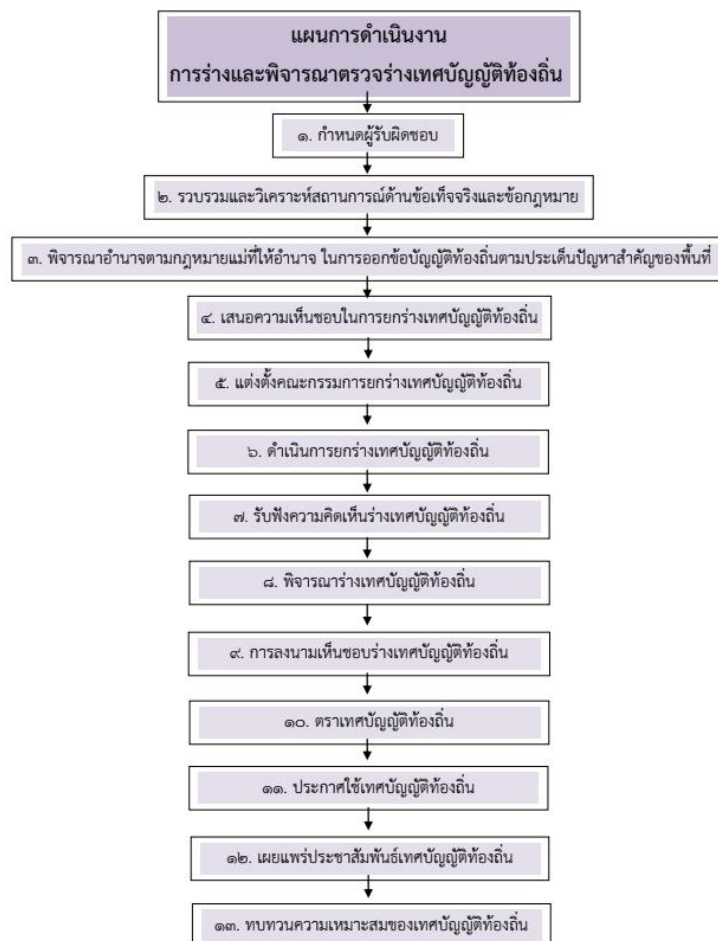 แผนการดำเนินงาน
การร่างและพิจารณาตรวจร่างเทศบัญญัติท้องถิ่น
๑. กำหนดผู้รับผิดชอบ
๒. รวบรวมและวิเคราะห์สถานการณ์ด้านข้อเท็จจริงและข้อกฎหมาย
๓. พิจารณาอำนาจตามกฎหมายแม่ที่ให้อำนาจ ในการออกข้อบัญญัติท้องถิ่นตามประเด็นปัญหาสำคัญของพื้นที่
๔. เสนอความเห็นชอบในการยกร่างเทศบัญญัติท้องถิ่น
๕. แต่งตั้งคณะกรรมการยกร่างเทศบัญญัติท้องถิ่น
๖. ดำเนินการยกร่างเทศบัญญัติท้องถิ่น
๗. รับฟังความคิดเห็นร่างเทศบัญญัติท้องถิ่น
๘. พิจารณาร่างเทศบัญญัติท้องถิ่น
๙. การลงนามเห็นชอบร่างเทศบัญญัติท้องถิ่น
๑๐. ตราเทศบัญญัติท้องถิ่น
๑๑. ประกาศใช้เทศบัญญัติท้องถิ่น
๑๒. เผยแพร่ประชาสัมพันธ์เทศบัญญัติท้องถิ่น
๑๓. ทบทวนความเหมาะสมของเทศบัญญัติท้องถิ่น